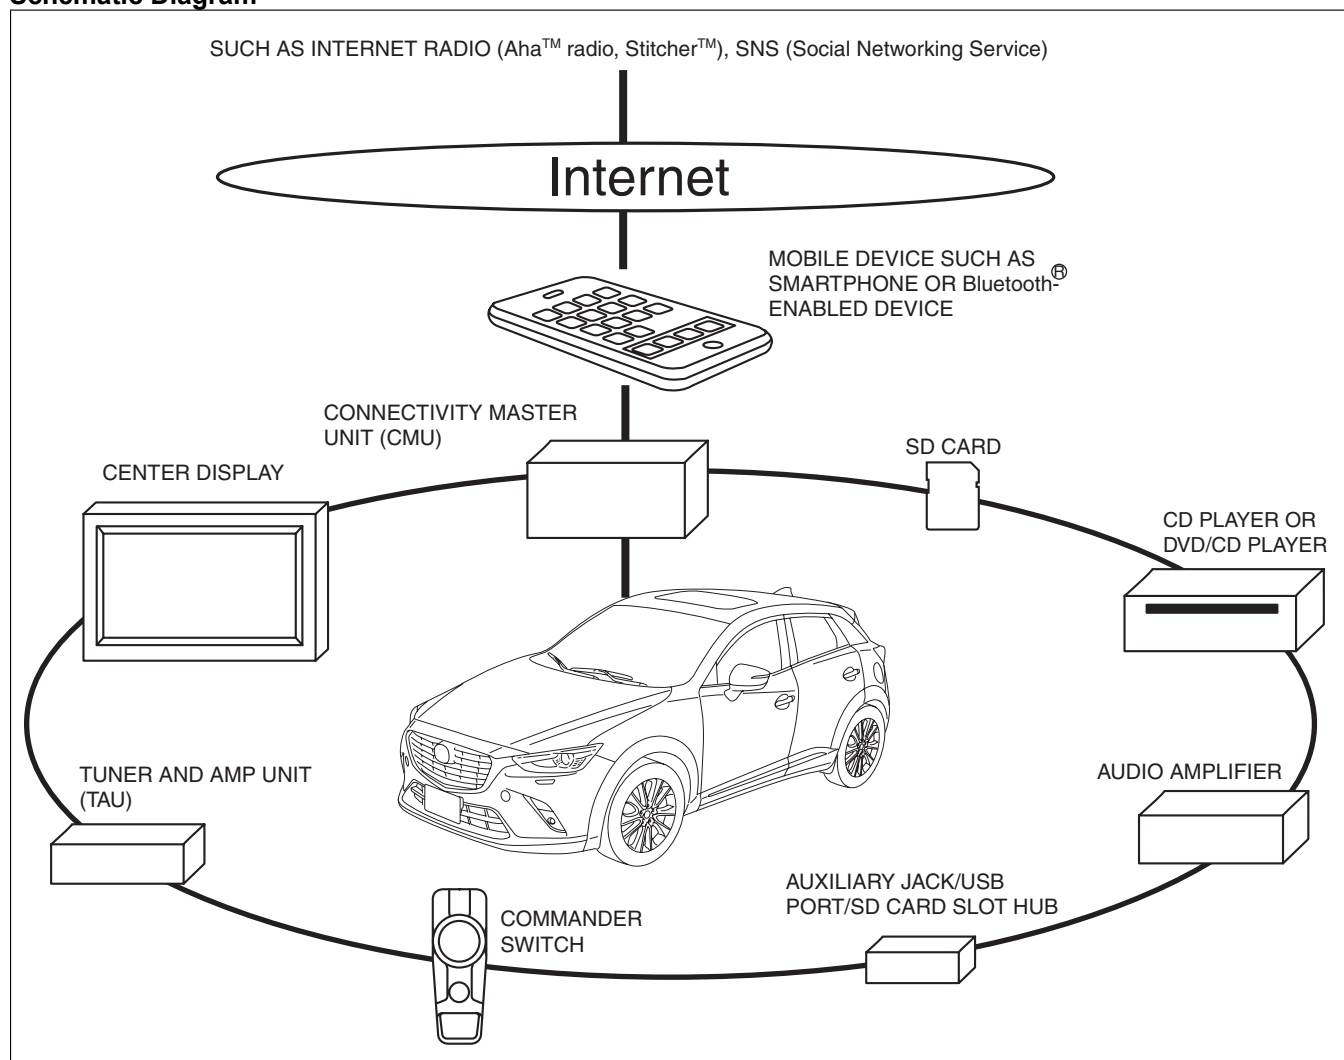 Schematic Diagram
SUCH AS INTERNET RADIO (Aha™ radio, Stitcher™), SNS (Social Networking Service)
Internet
MOBILE DEVICE SUCH AS
SMARTPHONE OR Bluetooth-®
ENABLED DEVICE
CONNECTIVITY MASTER
UNIT (CMU)
SD CARD
CENTER DISPLAY
CD PLAYER OR
DVD/CD PLAYER
TUNER AND AMP UNIT
(TAU)
AUDIO AMPLIFIER
AUXILIARY JACK/USB
PORT/SD CARD SLOT HUB
COMMANDER
SWITCH